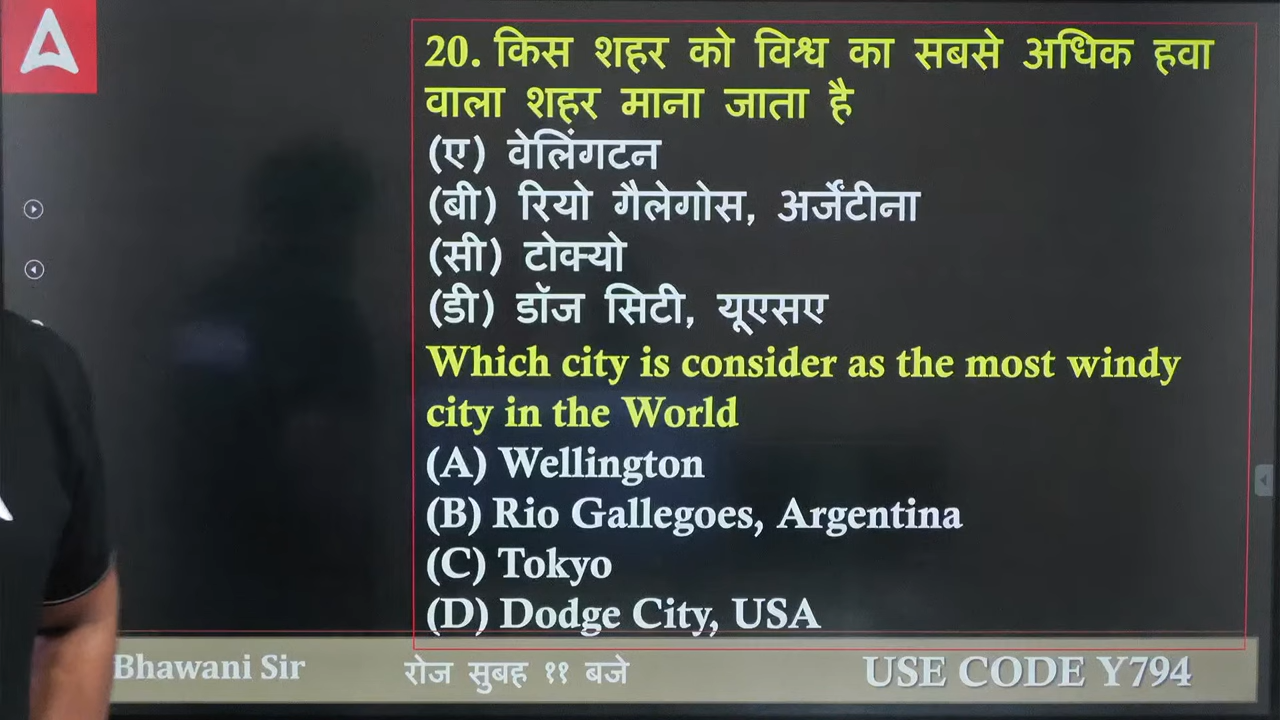 20. किस शहर को विश्व का सबसे अधिक हवा
वाला शहर माना जाता है
(ए) वेलिंगटन
(बी) रियो गैलेगोस, अर्जेंटीना
(सी) टोक्यो
(डी) डॉज सिटी, यूएसए
Which city is consider as the most windy
city in the World
(A) Wellington
(B) Rio Gallegoes, Argentina
(C) Tokyo
(D) Dodge City, USA
Bhawani Sir रोज सुबह ११ बजे USE CODE Y794